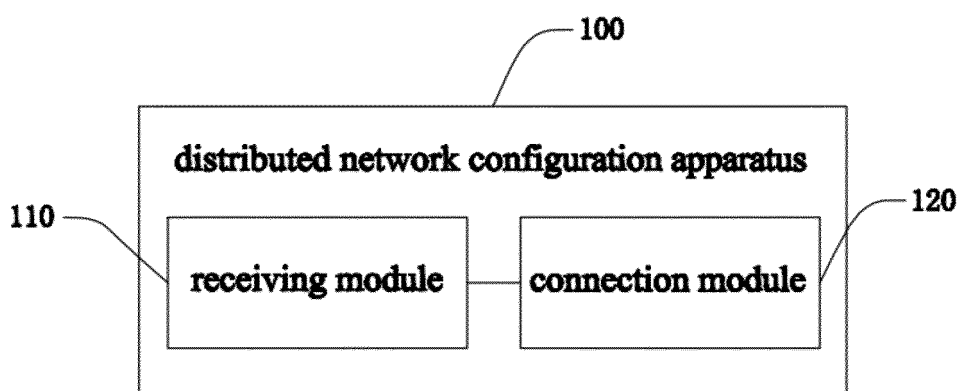 100
distributed network configuration apparatus
110
120
receiving module
connection module